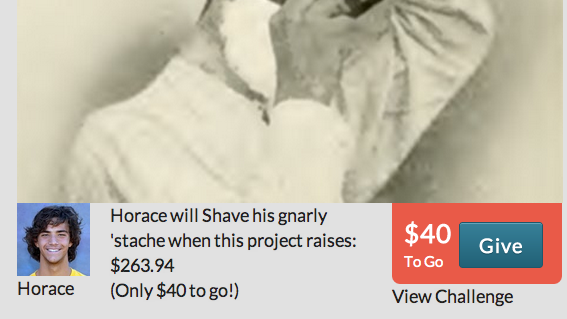 Horace will Shave his gnarly
'stache when this project raises:
$263.94
(Only $40 to go!)
Horace
$40
To Go
Give
View Challenge